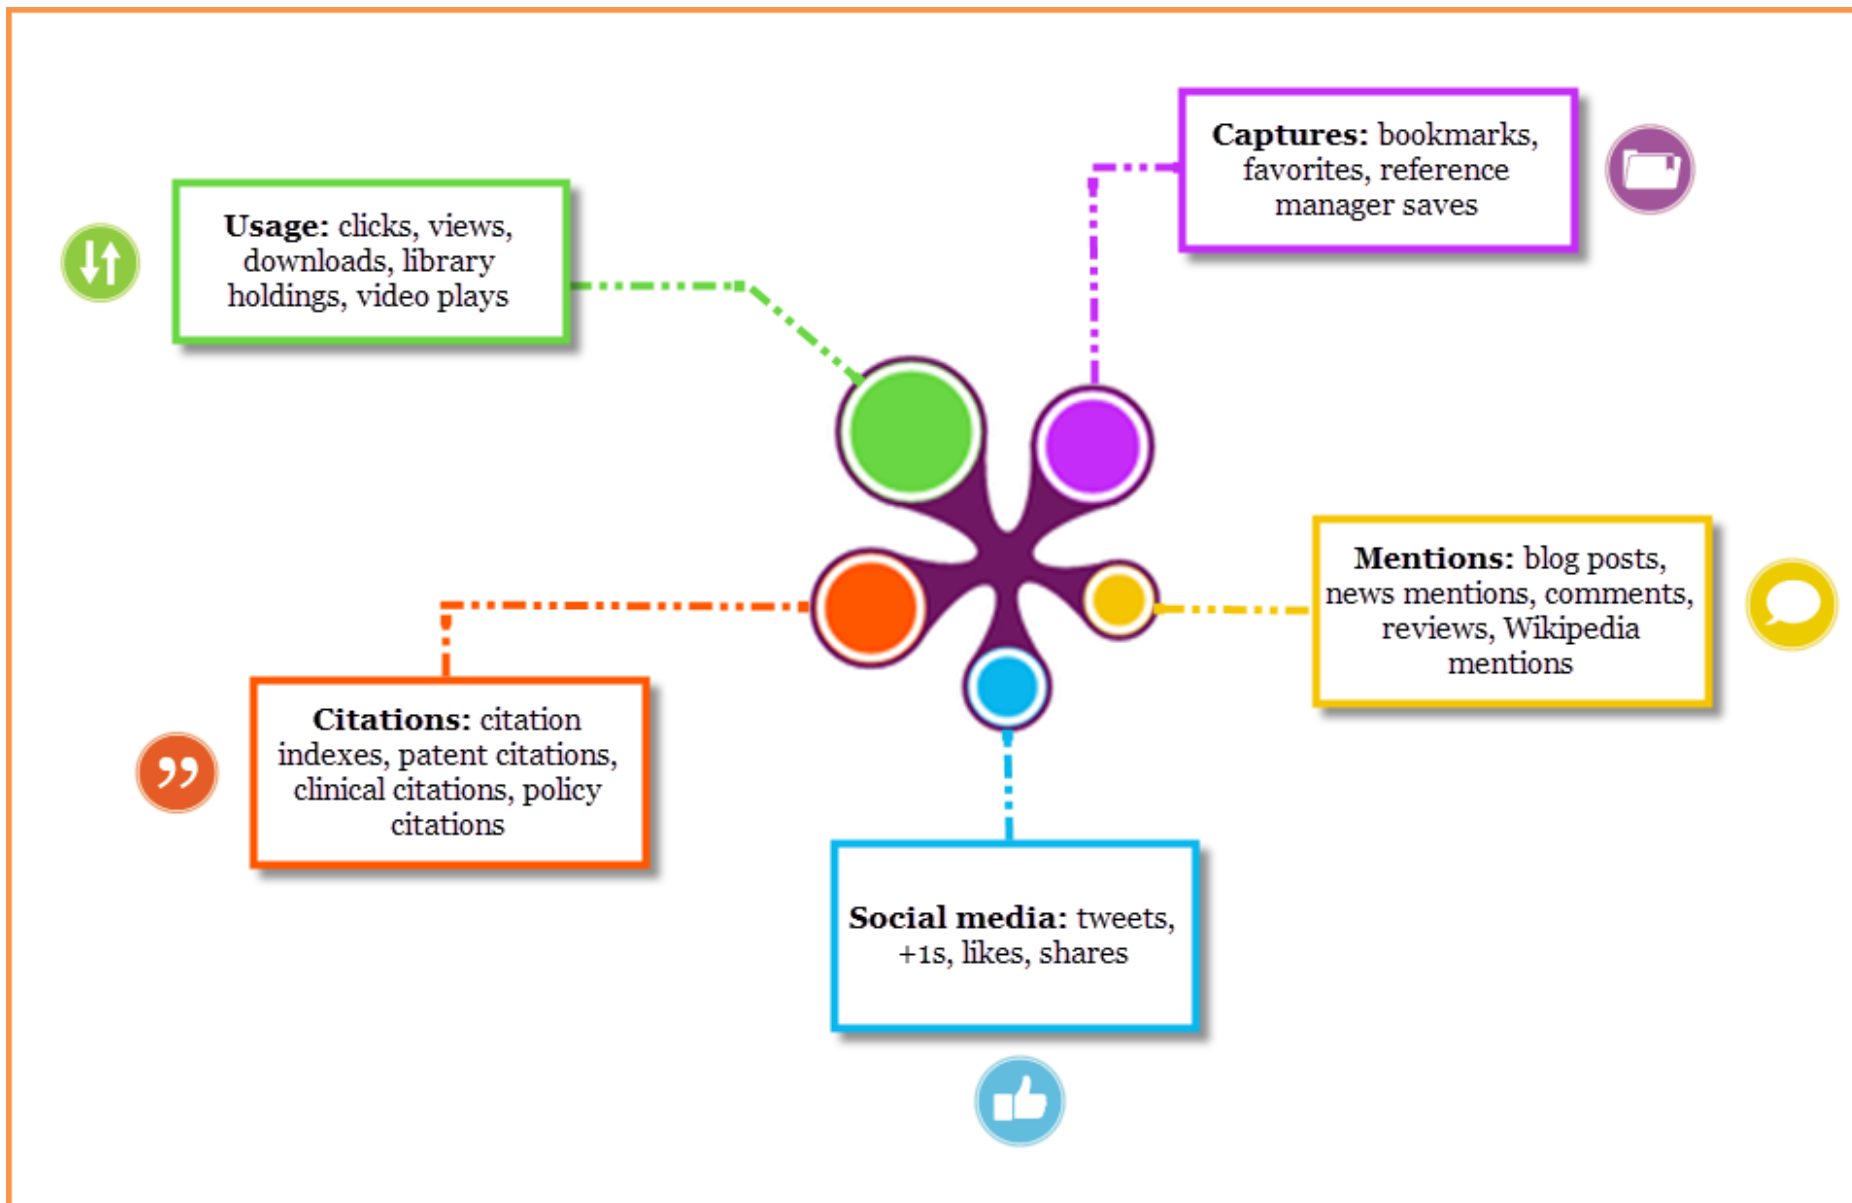 Captures: bookmarks,
favorites, reference
manager saves
Usage: clicks, views,
downloads, library
holdings, video plays
Mentions: blog posts,
news mentions, comments,
reviews, Wikipedia
mentions
Citations: citation
indexes, patent citations,
clinical citations, policy
citations
Social media: tweets,
+1s, likes, shares